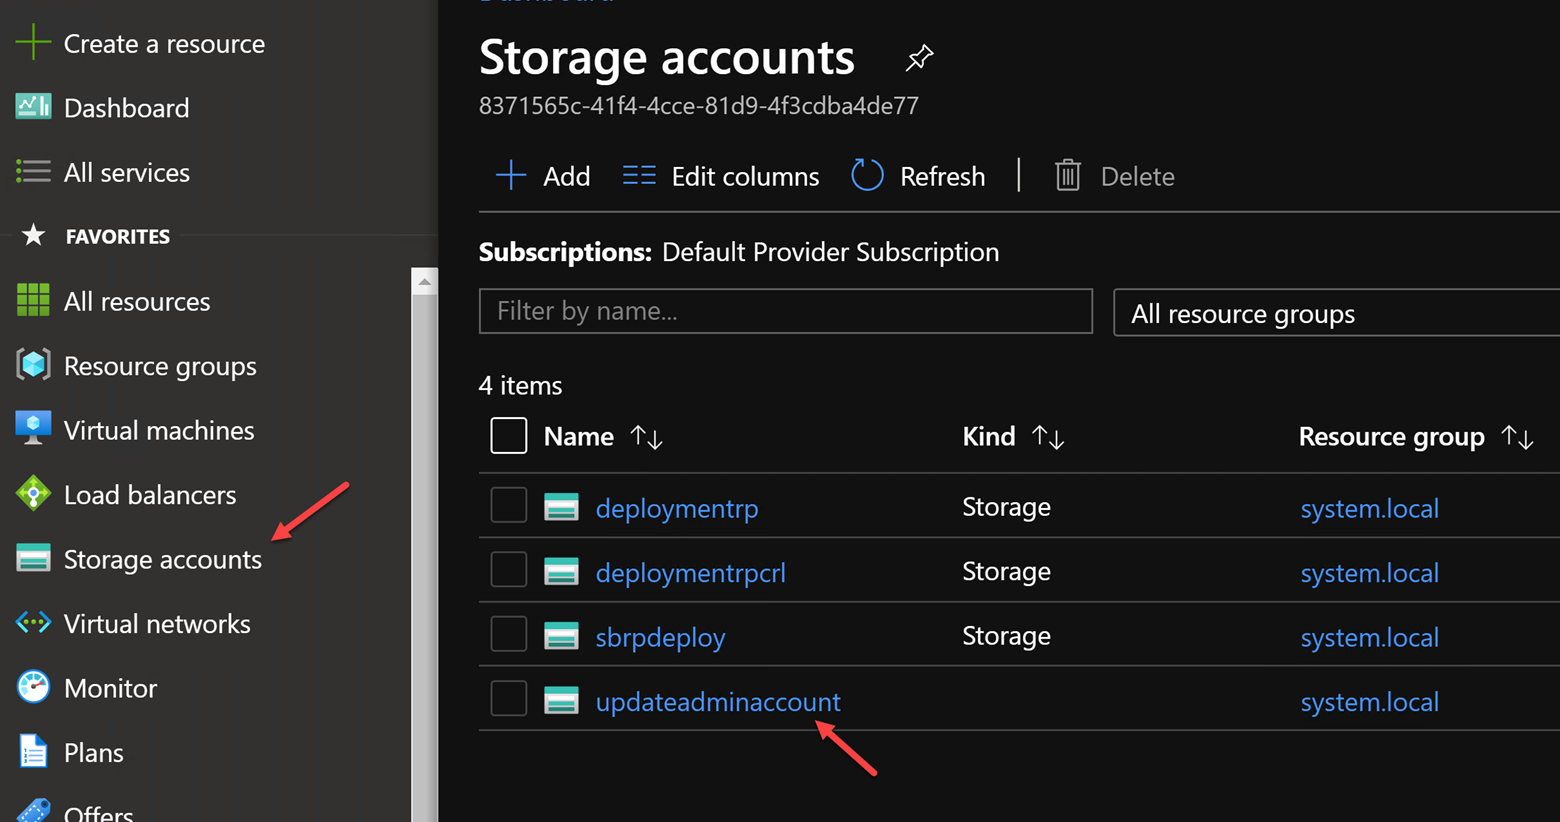 Create a resource
Dashboard
All services
FAVORITES
All resources
Resource groups
Virtual machines
Load balancers
Storage accounts
Virtual networks
Monitor
Plans
Offers
Dashboard
Storage accounts
8371565c-41f4-4cce-81d9-4f3cdba4de77
Add Edit columns Refresh Delete
Subscriptions: Default Provider Subscription
Filter by name... All resource groups
4 items
Name Kind Resource group
deploymentrp Storage system.local
deploymentrpcrl Storage system.local
sbrpdeploy Storage system.local
updateadminaccount system.local